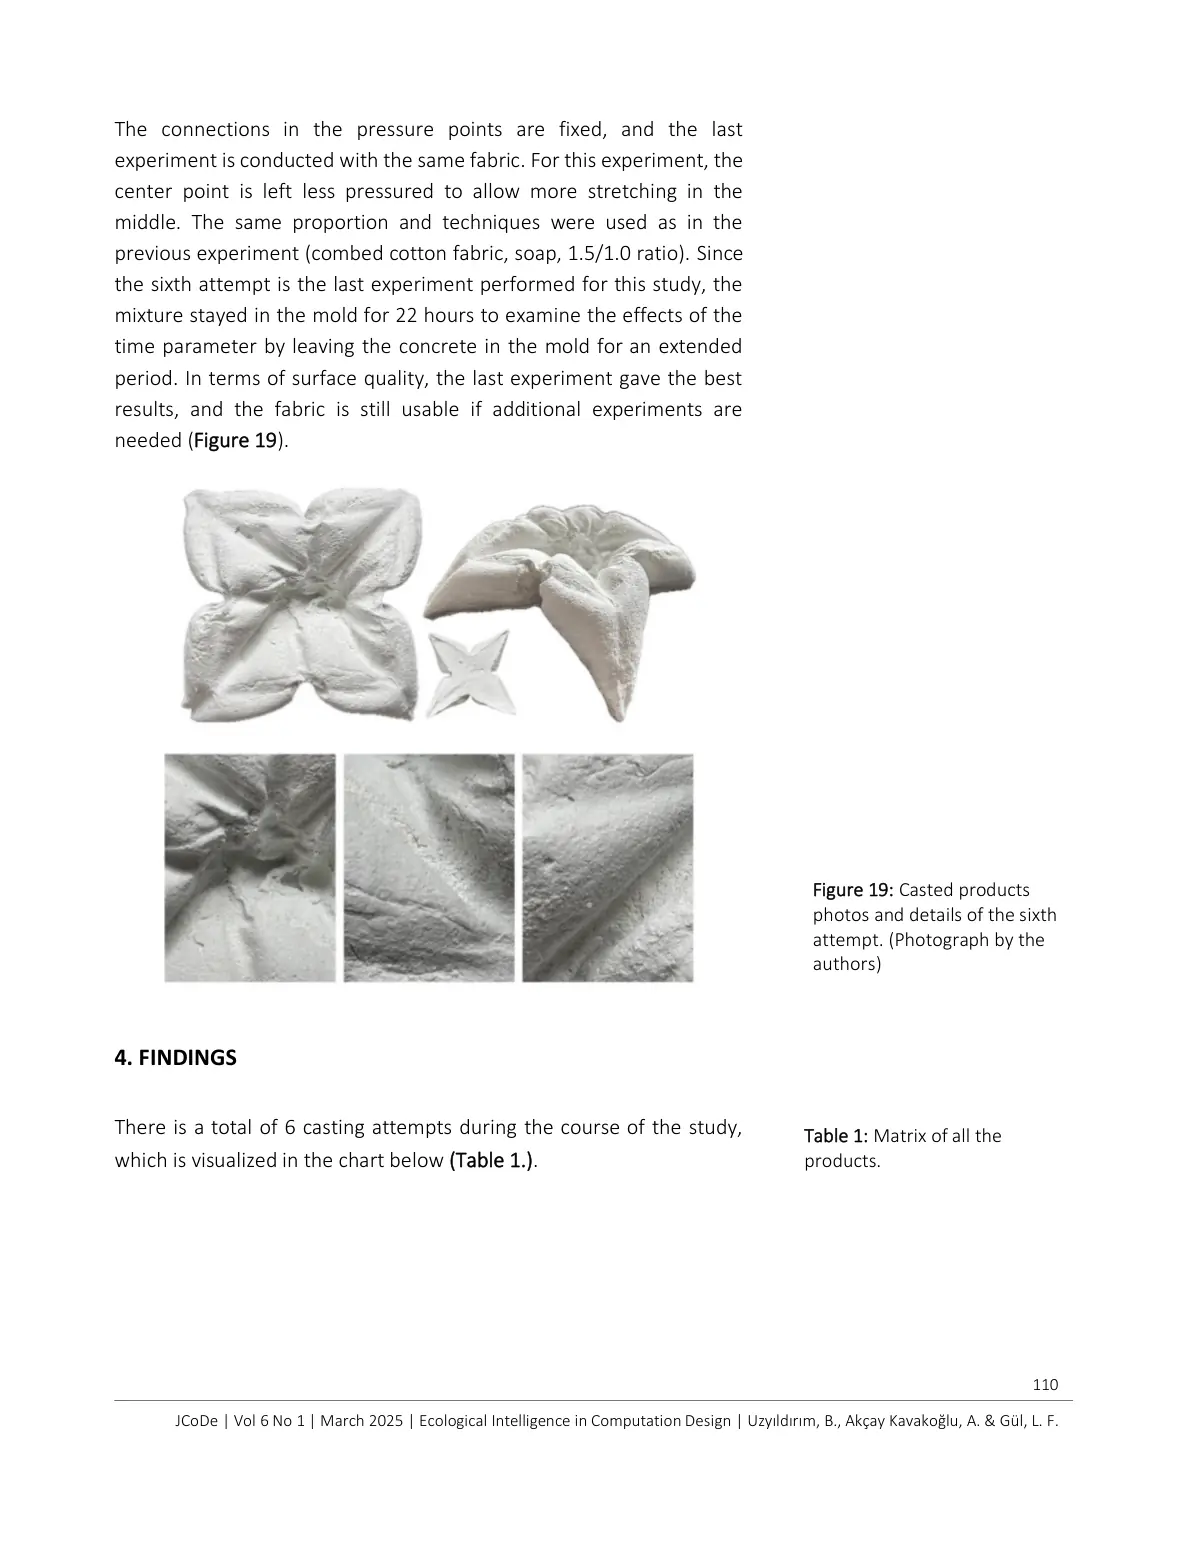 The connections in the pressure points are fixed, and the last
experiment is conducted with the same fabric. For this experiment, the
center point is left less pressured to allow more stretching in the
middle. The same proportion and techniques were used as in the
previous experiment (combed cotton fabric, soap, 1.5/1.0 ratio). Since
the sixth attempt is the last experiment performed for this study, the
mixture stayed in the mold for 22 hours to examine the effects of the
time parameter by leaving the concrete in the mold for an extended
period. In terms of surface quality, the last experiment gave the best
results, and the fabric is still usable if additional experiments are
needed (Figure 19).
Figure 19: Casted products
photos and details of the sixth
attempt. (Photograph by the
authors)
4. FINDINGS
There is a total of 6 casting attempts during the course of the study,
which is visualized in the chart below (Table 1.).
Table 1: Matrix of all the
products.
110
JCoDe | Vol 6 No 1 | March 2025 | Ecological Intelligence in Computation Design | Uzyıldırım, B., Akçay Kavakoğlu, A. & Gül, L. F.